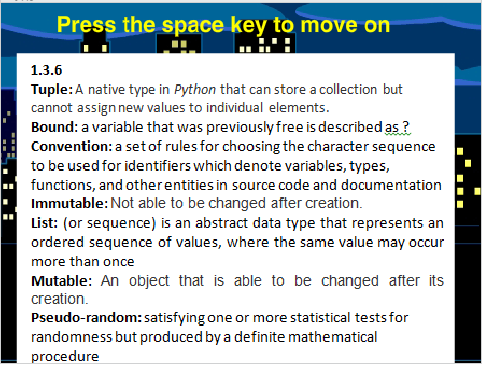 Press the space key to move on
1.3.6
Tuple: A native type in Python that can store a collection but
cannot assign new values to individual elements.
Bound: a variable that was previously free is described as ?
Convention: a set of rules for choosing the character sequence
to be used for identifiers which denote variables, types,
functions, and other entities in source code and documentation
Immutable: Not able to be changed after creation.
List: (or sequence) is an abstract data type that represents an
ordered sequence of values, where the same value may occur
more than once
Mutable: An object that is able to be changed after its
creation.
Pseudo-random: satisfying one or more statistical tests for
randomness but produced by a definite mathematical
procedure